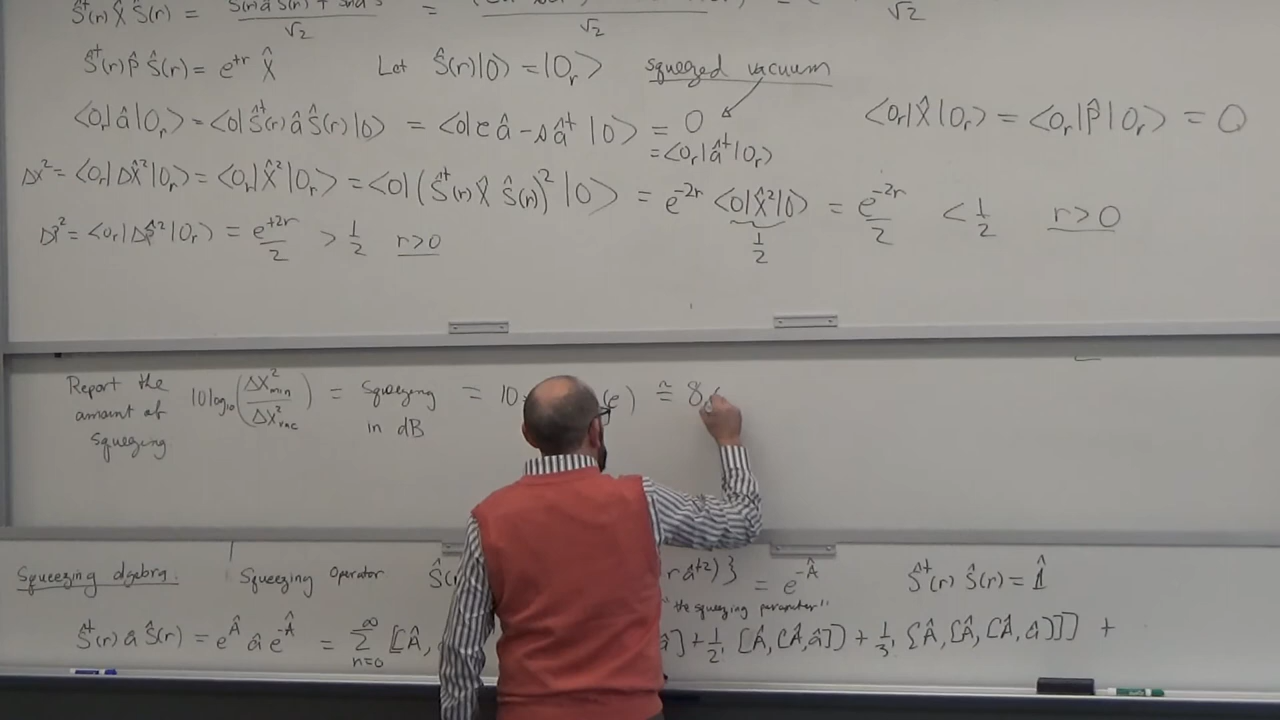 Ŝ†(r) X̂ Ŝ(r) = / √2 = / √2 = / √2
Ŝ†(r) P̂ Ŝ(r) = e^{+r} X̂ Let Ŝ(r)|0⟩ = |0_r⟩ squeezed vacuum
⟨0_r|â|0_r⟩ = ⟨0|Ŝ†(r) â Ŝ(r)|0⟩ = ⟨0|c â - s â†|0⟩ = 0 ⟨0_r|X̂|0_r⟩ = ⟨0_r|P̂|0_r⟩ = 0
= ⟨0_r|â†|0_r⟩
Δx² = ⟨0_r|ΔX̂²|0_r⟩ = ⟨0_r|X̂²|0_r⟩ = ⟨0|(Ŝ†(r) X̂ Ŝ(r))²|0⟩ = e^{-2r} ⟨0|X̂²|0⟩ = e^{-2r}/2 < 1/2 r>0
1/2
Δp² = ⟨0_r|Δp̂²|0_r⟩ = e^{+2r}/2 > 1/2 r>0
Report the amount of squeezing 10 log₁₀(ΔX²_min / ΔX²_vac) = Squeezing in dB = 10 (e) ≅ 8
Squeezing algebra. Squeezing Operator Ŝ(r r â†²)} = e^{-Â} Ŝ†(r) Ŝ(r) = 1̂
"the squeezing parameter"
Ŝ†(r) â Ŝ(r) = e^{Â} â e^{-Â} = ∑_{n=0}^{∞} [Â, â] + 1/2! [Â,[Â,â]] + 1/3! [Â,[Â,[Â,â]]] +